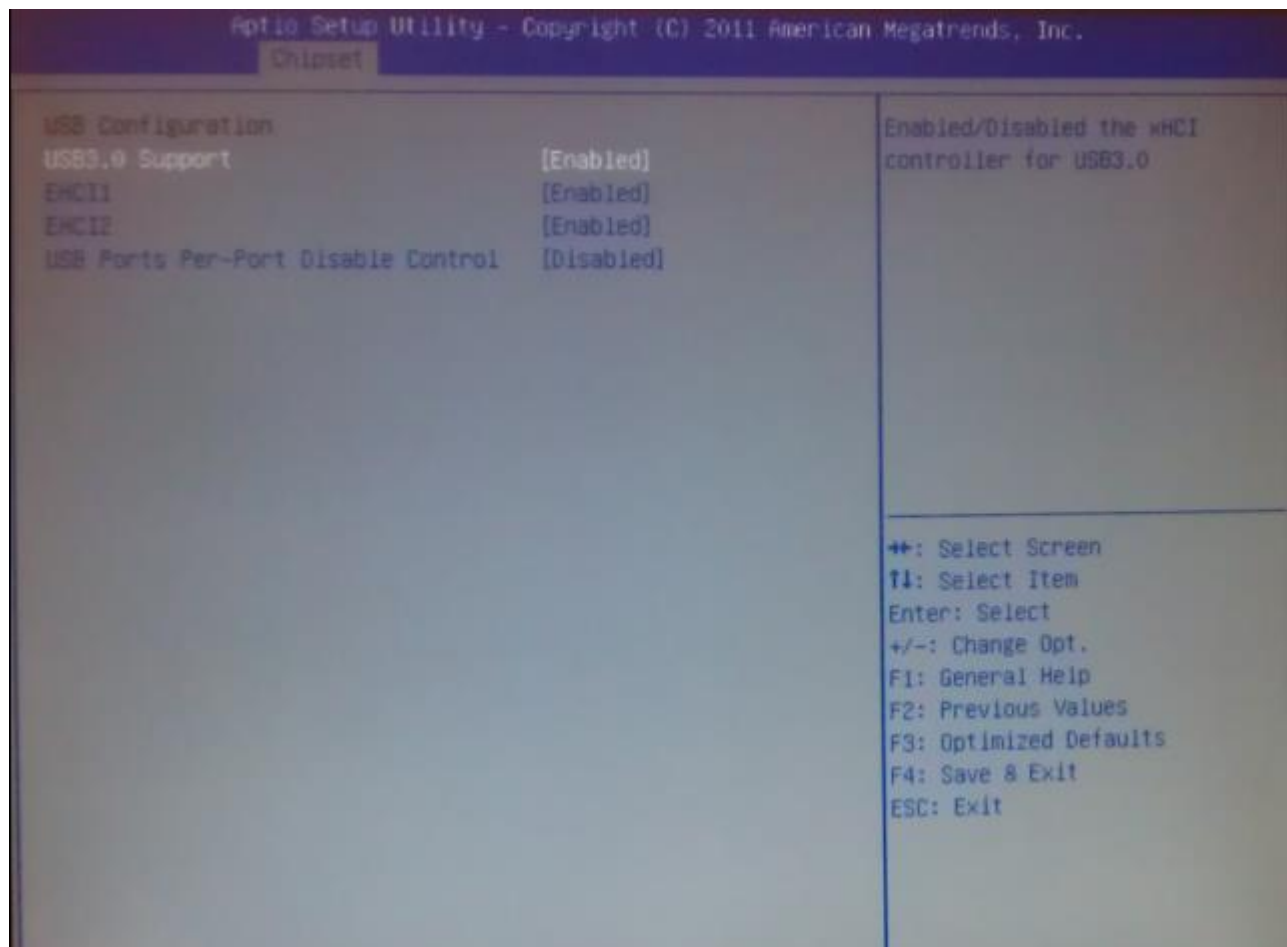 Aptio Setup Utility - Copyright (C) 2011 American Megatrends, Inc.
Chipset
USB Configuration
USB3.0 Support [Enabled]
EHCI1 [Enabled]
EHCI2 [Enabled]
USB Ports Per-Port Disable Control [Disabled]
Enabled/Disabled the xHCI
controller for USB3.0
→←: Select Screen
↑↓: Select Item
Enter: Select
+/-: Change Opt.
F1: General Help
F2: Previous Values
F3: Optimized Defaults
F4: Save & Exit
ESC: Exit